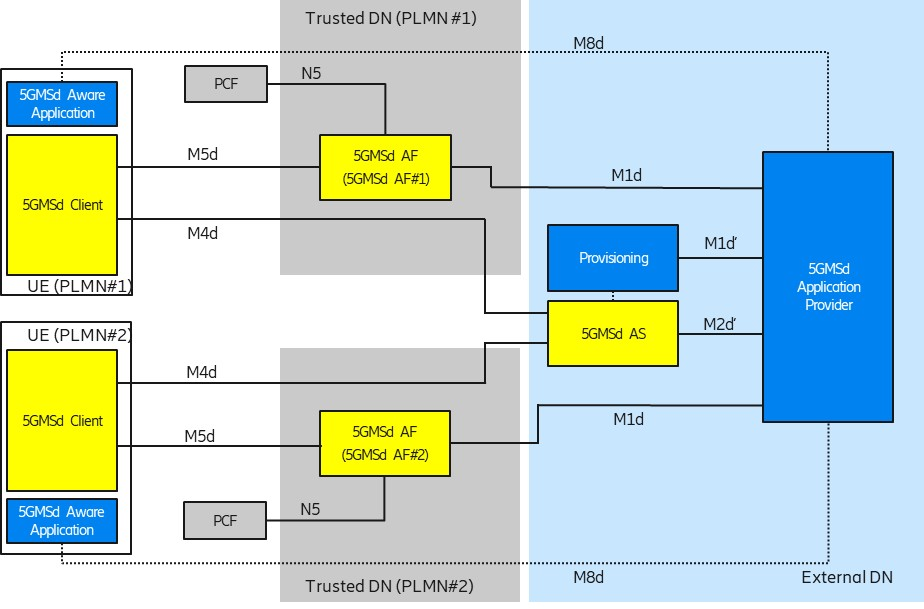 Trusted DN (PLMN #1)
M8d
PCF
N5
5GMSd Aware
Application
M5d
5GMSd AF
(5GMSd AF#1)
M1d
5GMSd Client
M4d
Provisioning
M1d’
5GMSd
Application
Provider
UE (PLMN#1)
UE (PLMN#2)
5GMSd AS
M2d’
M4d
5GMSd Client
M5d
5GMSd AF
(5GMSd AF#2)
M1d
5GMSd Aware
Application
PCF
N5
M8d
External DN
Trusted DN (PLMN#2)